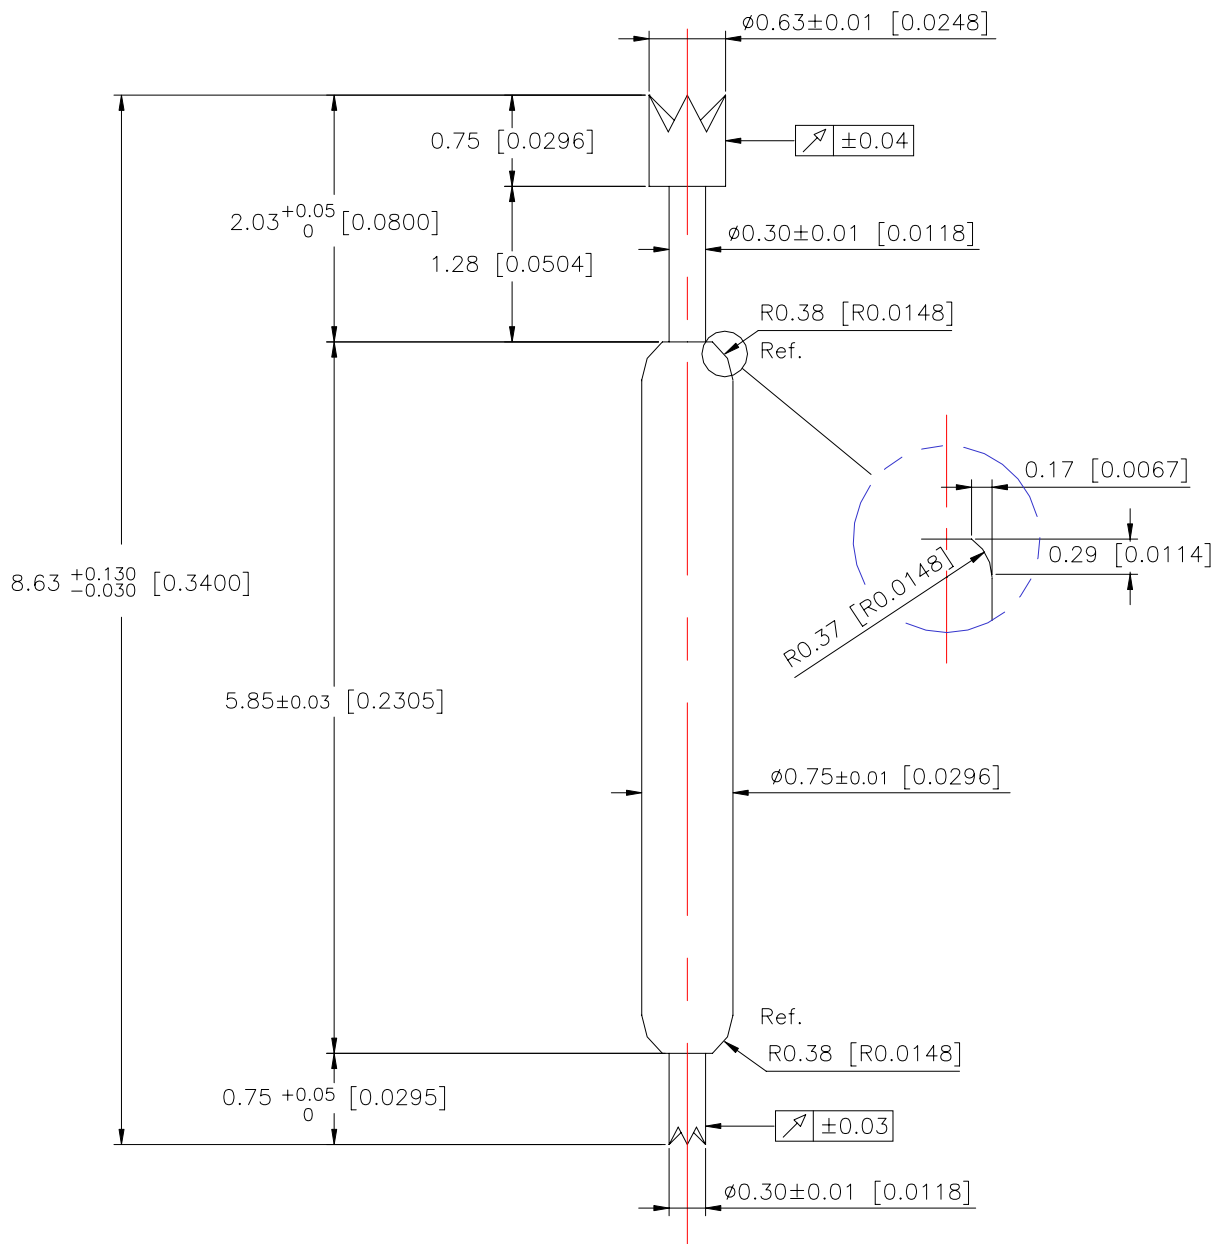 ⌀0.63±0.01 [0.0248]
0.75 [0.0296]
±0.04
2.03 +0.05 0 [0.0800]
⌀0.30±0.01 [0.0118]
1.28 [0.0504]
R0.38 [R0.0148]
Ref.
0.17 [0.0067]
0.29 [0.0114]
R0.37 [R0.0148]
8.63 +0.130 -0.030 [0.3400]
5.85±0.03 [0.2305]
⌀0.75±0.01 [0.0296]
Ref.
R0.38 [R0.0148]
0.75 +0.05 0 [0.0295]
±0.03
⌀0.30±0.01 [0.0118]